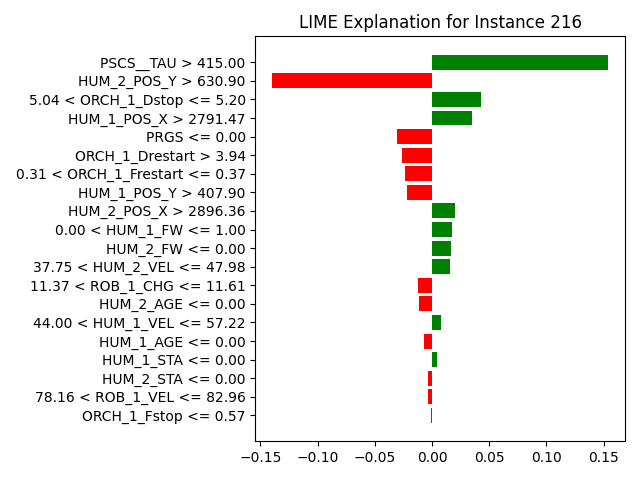 LIME Explanation for Instance 216
PSCS__TAU > 415.00
HUM_2_POS_Y > 630.90
5.04 < ORCH_1_Dstop <= 5.20
HUM_1_POS_X > 2791.47
PRGS <= 0.00
ORCH_1_Drestart > 3.94
0.31 < ORCH_1_Frestart <= 0.37
HUM_1_POS_Y > 407.90
HUM_2_POS_X > 2896.36
0.00 < HUM_1_FW <= 1.00
HUM_2_FW <= 0.00
37.75 < HUM_2_VEL <= 47.98
11.37 < ROB_1_CHG <= 11.61
HUM_2_AGE <= 0.00
44.00 < HUM_1_VEL <= 57.22
HUM_1_AGE <= 0.00
HUM_1_STA <= 0.00
HUM_2_STA <= 0.00
78.16 < ROB_1_VEL <= 82.96
ORCH_1_Fstop <= 0.57
−0.15 −0.10 −0.05 0.00 0.05 0.10 0.15